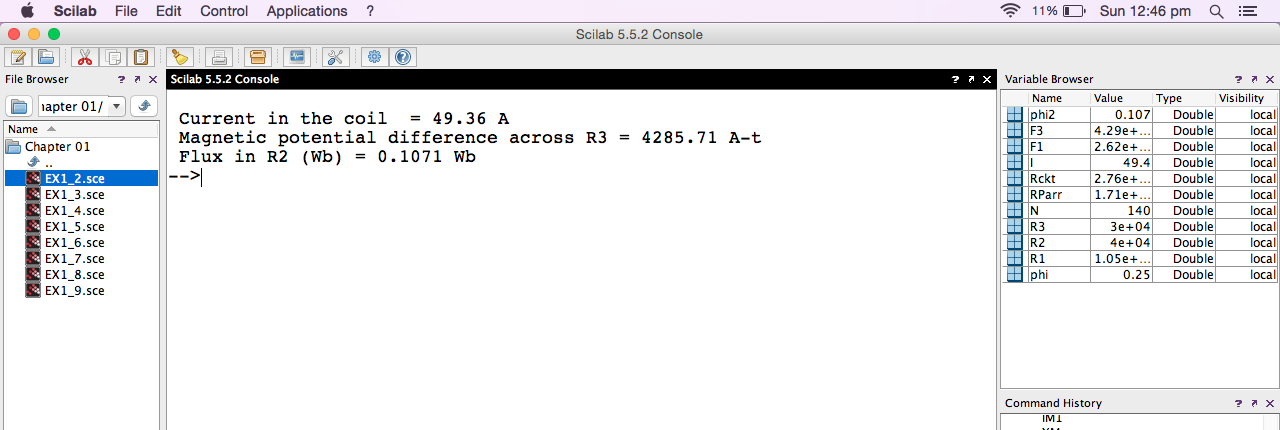 Scilab File Edit Control Applications ? 11% Sun 12:46 pm
Scilab 5.5.2 Console
File Browser ? Scilab 5.5.2 Console ? Variable Browser ?
apter 01/
Name
Chapter 01
..
EX1_2.sce
EX1_3.sce
EX1_4.sce
EX1_5.sce
EX1_6.sce
EX1_7.sce
EX1_8.sce
EX1_9.sce
Current in the coil = 49.36 A
Magnetic potential difference across R3 = 4285.71 A-t
Flux in R2 (Wb) = 0.1071 Wb
-->
Name Value Type Visibility
phi2 0.107 Double local
F3 4.29e+... Double local
F1 2.62e+... Double local
I 49.4 Double local
Rckt 2.76e+... Double local
RParr 1.71e+... Double local
N 140 Double local
R3 3e+04 Double local
R2 4e+04 Double local
R1 1.05e+... Double local
phi 0.25 Double local
Command History ?